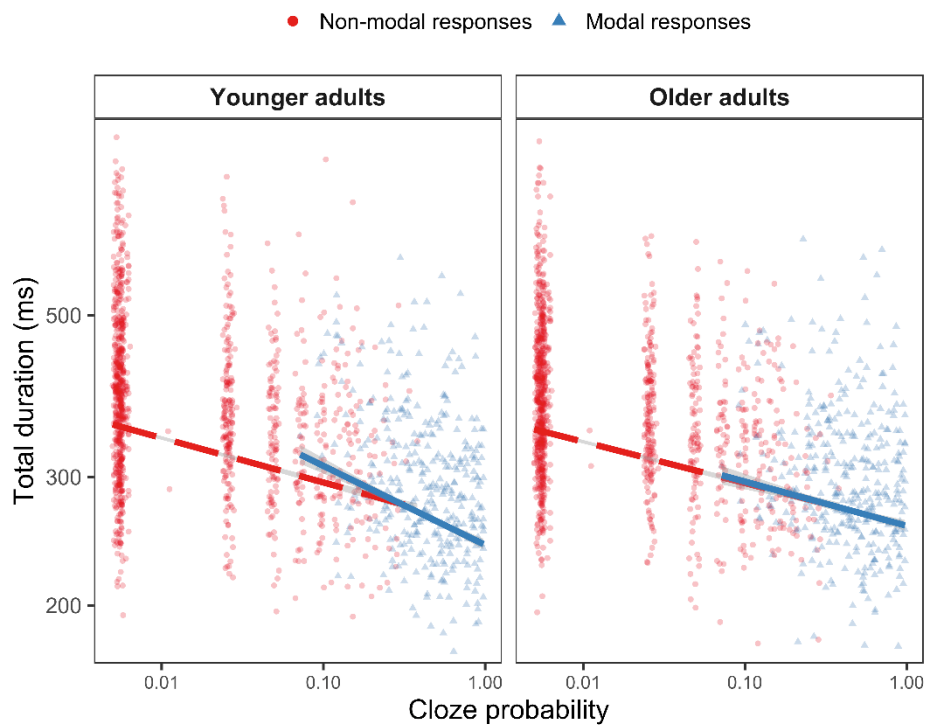 Non-modal responses Modal responses
Younger adults Older adults
Total duration (ms)
500
300
200
0.01 0.10 1.00 0.01 0.10 1.00
Cloze probability